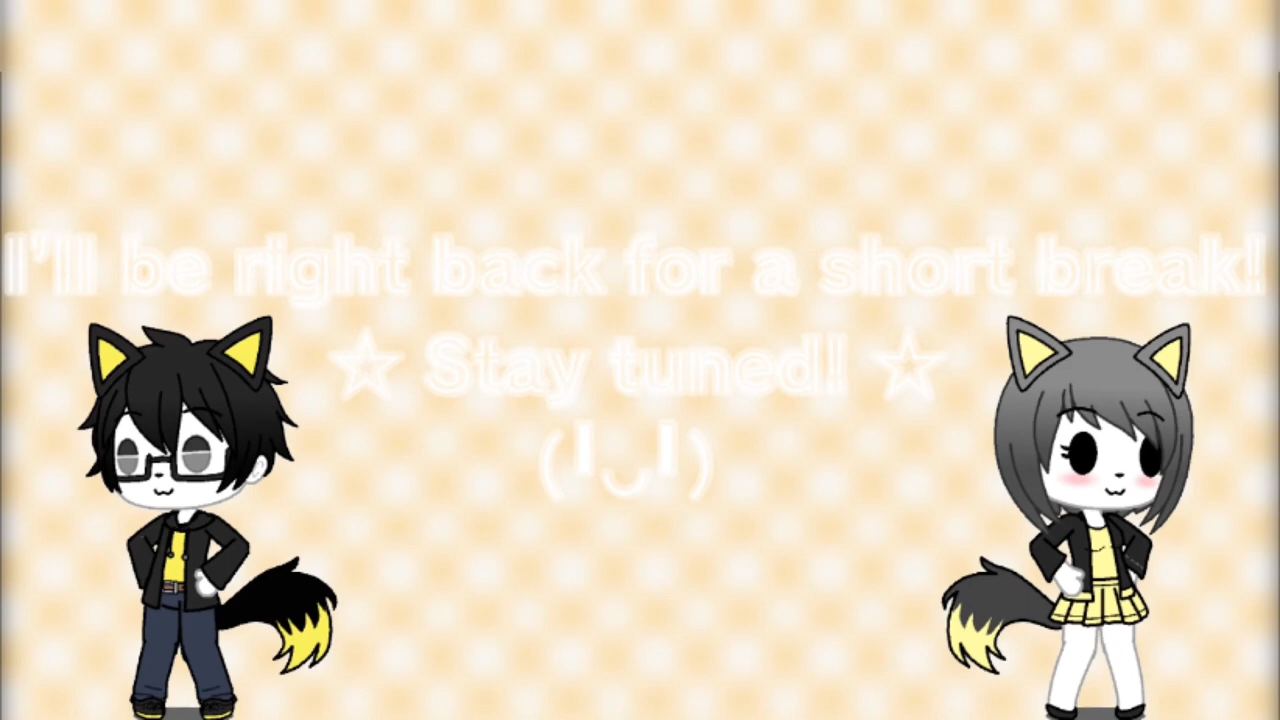 I'll be right back for a short break!
☆ Stay tuned! ☆
(╹◡╹)